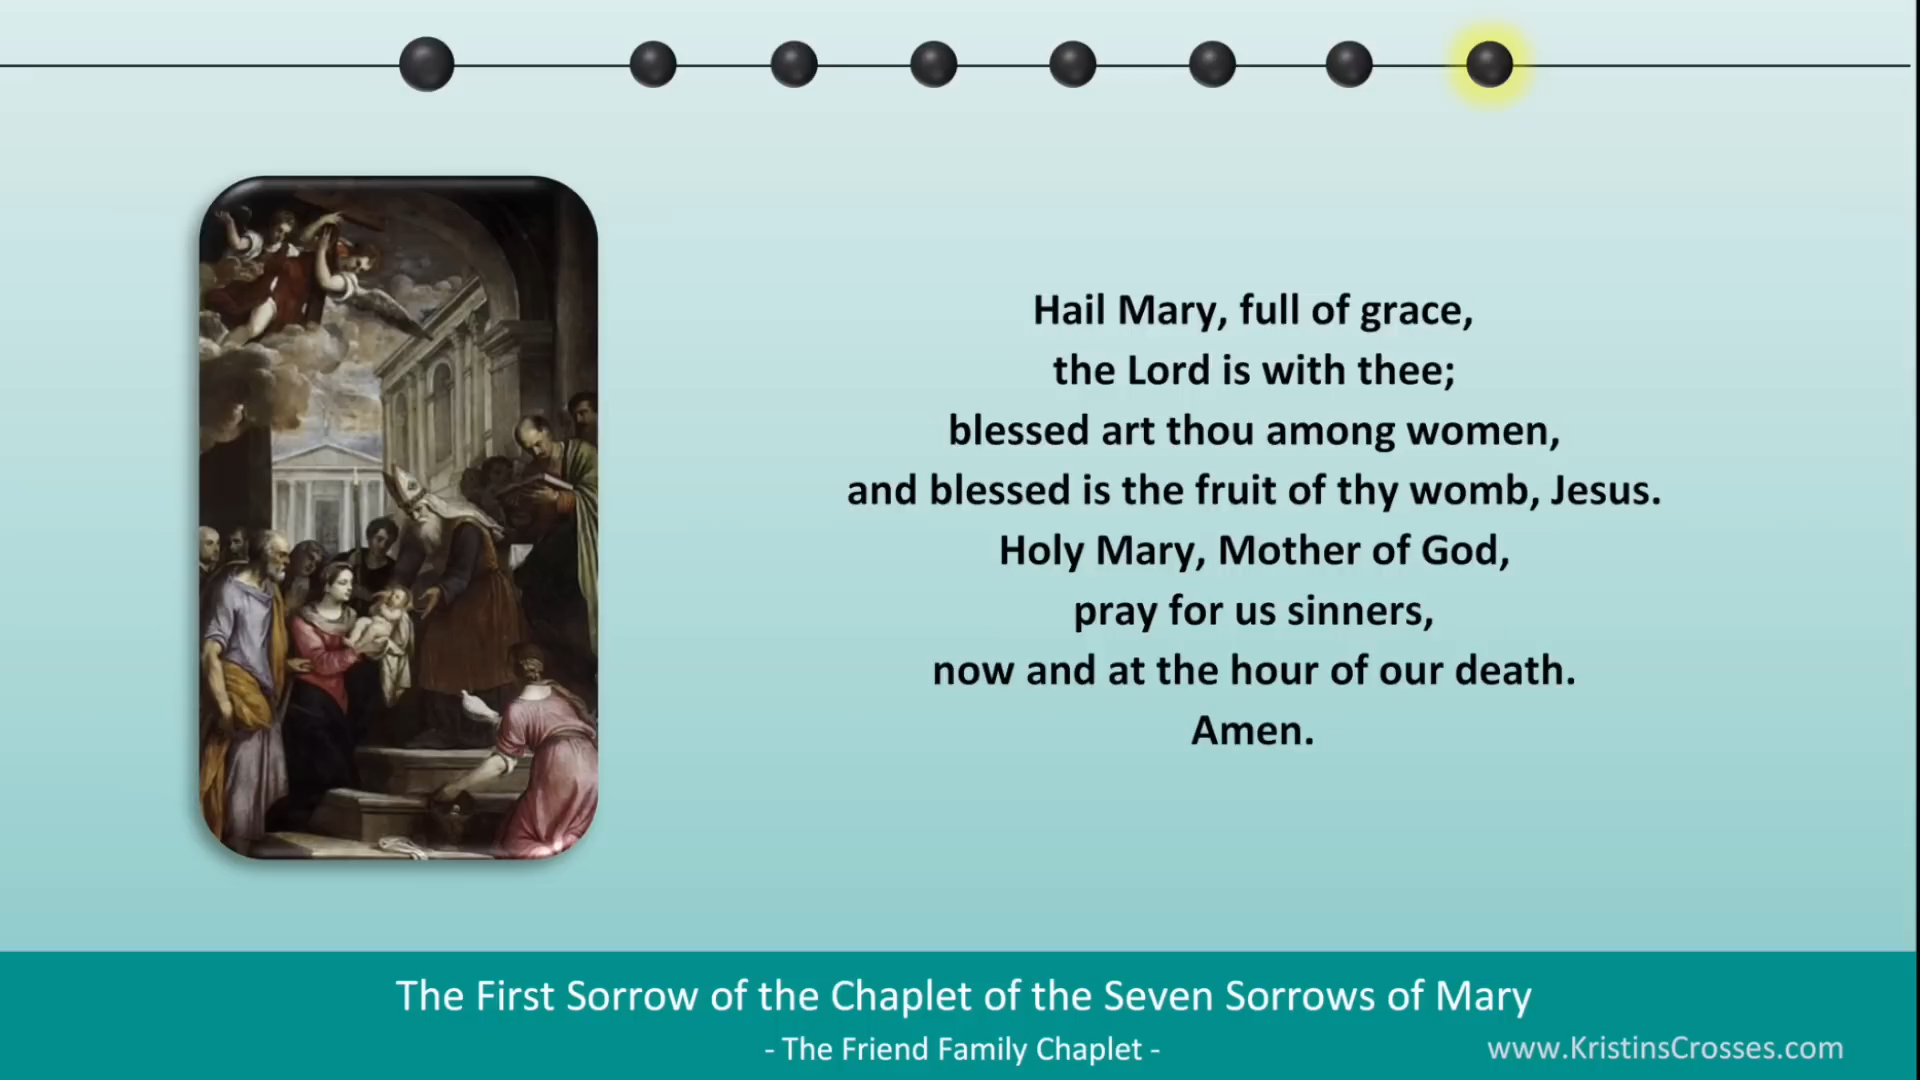 Hail Mary, full of grace,
the Lord is with thee;
blessed art thou among women,
and blessed is the fruit of thy womb, Jesus.
Holy Mary, Mother of God,
pray for us sinners,
now and at the hour of our death.
Amen.
The First Sorrow of the Chaplet of the Seven Sorrows of Mary
- The Friend Family Chaplet -
www.KristinsCrosses.com